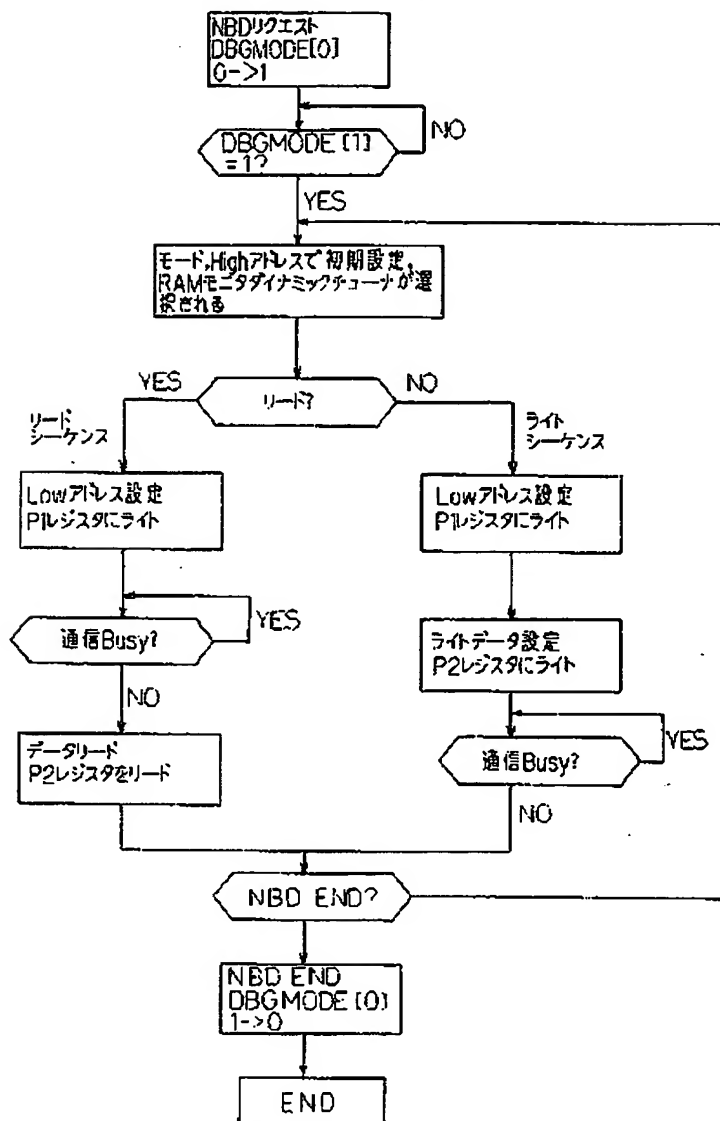 NBDリクエスト
DBGMODE[0]
0->1
NO
DBGMODE [1]
=1?
YES
モード,Highアドレスで初期設定,
RAMモニタダイナミックチューナが選
択される
YES
リード?
NO
リード
シーケンス
ライト
シーケンス
Lowアドレス設定
P1レジスタにライト
Lowアドレス設定
P1レジスタにライト
通信Busy?
YES
ライトデータ設定
P2レジスタにライト
NO
データリード
P2レジスタをリード
通信Busy?
YES
NO
NBD END?
NBD END
DBGMODE [0]
1->0
END